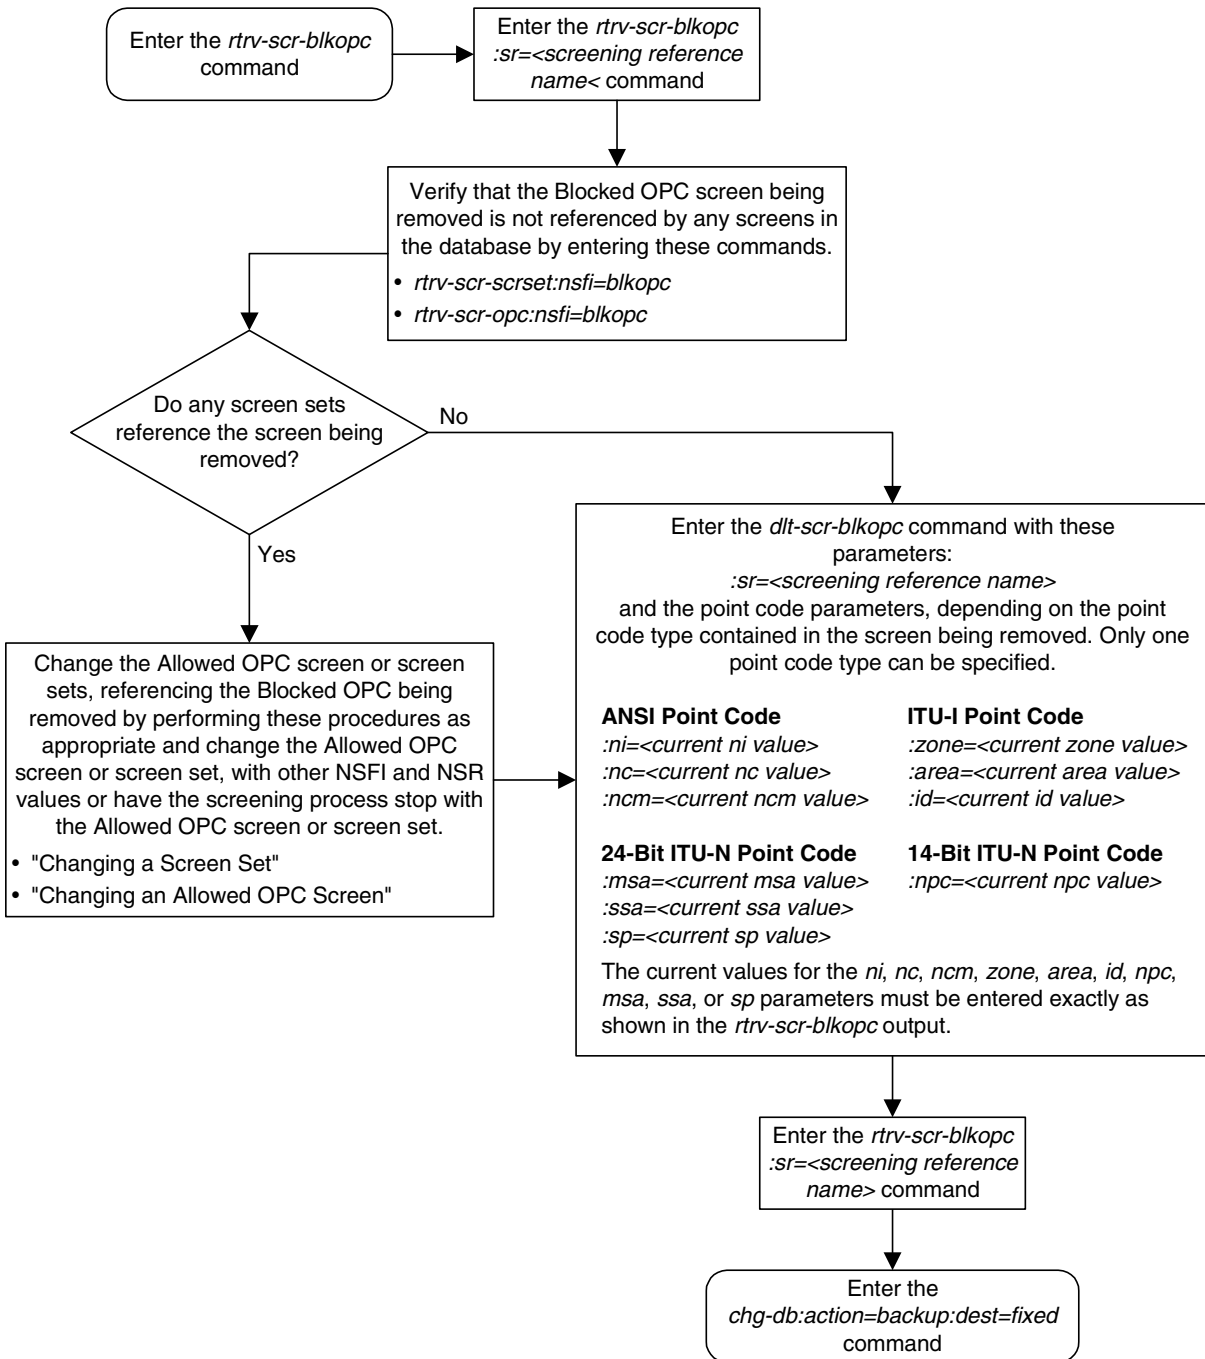 Enter the rtrv-scr-blkopc
command
Enter the rtrv-scr-blkopc
:sr=<screening reference
name< command
Verify that the Blocked OPC screen being
removed is not referenced by any screens in
the database by entering these commands.
• rtrv-scr-scrset:nsfi=blkopc
• rtrv-scr-opc:nsfi=blkopc
Do any screen sets
reference the screen being
removed?
No
Yes
Change the Allowed OPC screen or screen
sets, referencing the Blocked OPC being
removed by performing these procedures as
appropriate and change the Allowed OPC
screen or screen set, with other NSFI and NSR
values or have the screening process stop with
the Allowed OPC screen or screen set.
• "Changing a Screen Set"
• "Changing an Allowed OPC Screen"
Enter the dlt-scr-blkopc command with these
parameters:
:sr=<screening reference name>
and the point code parameters, depending on the point
code type contained in the screen being removed. Only one
point code type can be specified.
ANSI Point Code
:ni=<current ni value>
:nc=<current nc value>
:ncm=<current ncm value>
ITU-I Point Code
:zone=<current zone value>
:area=<current area value>
:id=<current id value>
24-Bit ITU-N Point Code
:msa=<current msa value>
:ssa=<current ssa value>
:sp=<current sp value>
14-Bit ITU-N Point Code
:npc=<current npc value>
The current values for the ni, nc, ncm, zone, area, id, npc,
msa, ssa, or sp parameters must be entered exactly as
shown in the rtrv-scr-blkopc output.
Enter the rtrv-scr-blkopc
:sr=<screening reference
name> command
Enter the
chg-db:action=backup:dest=fixed
command